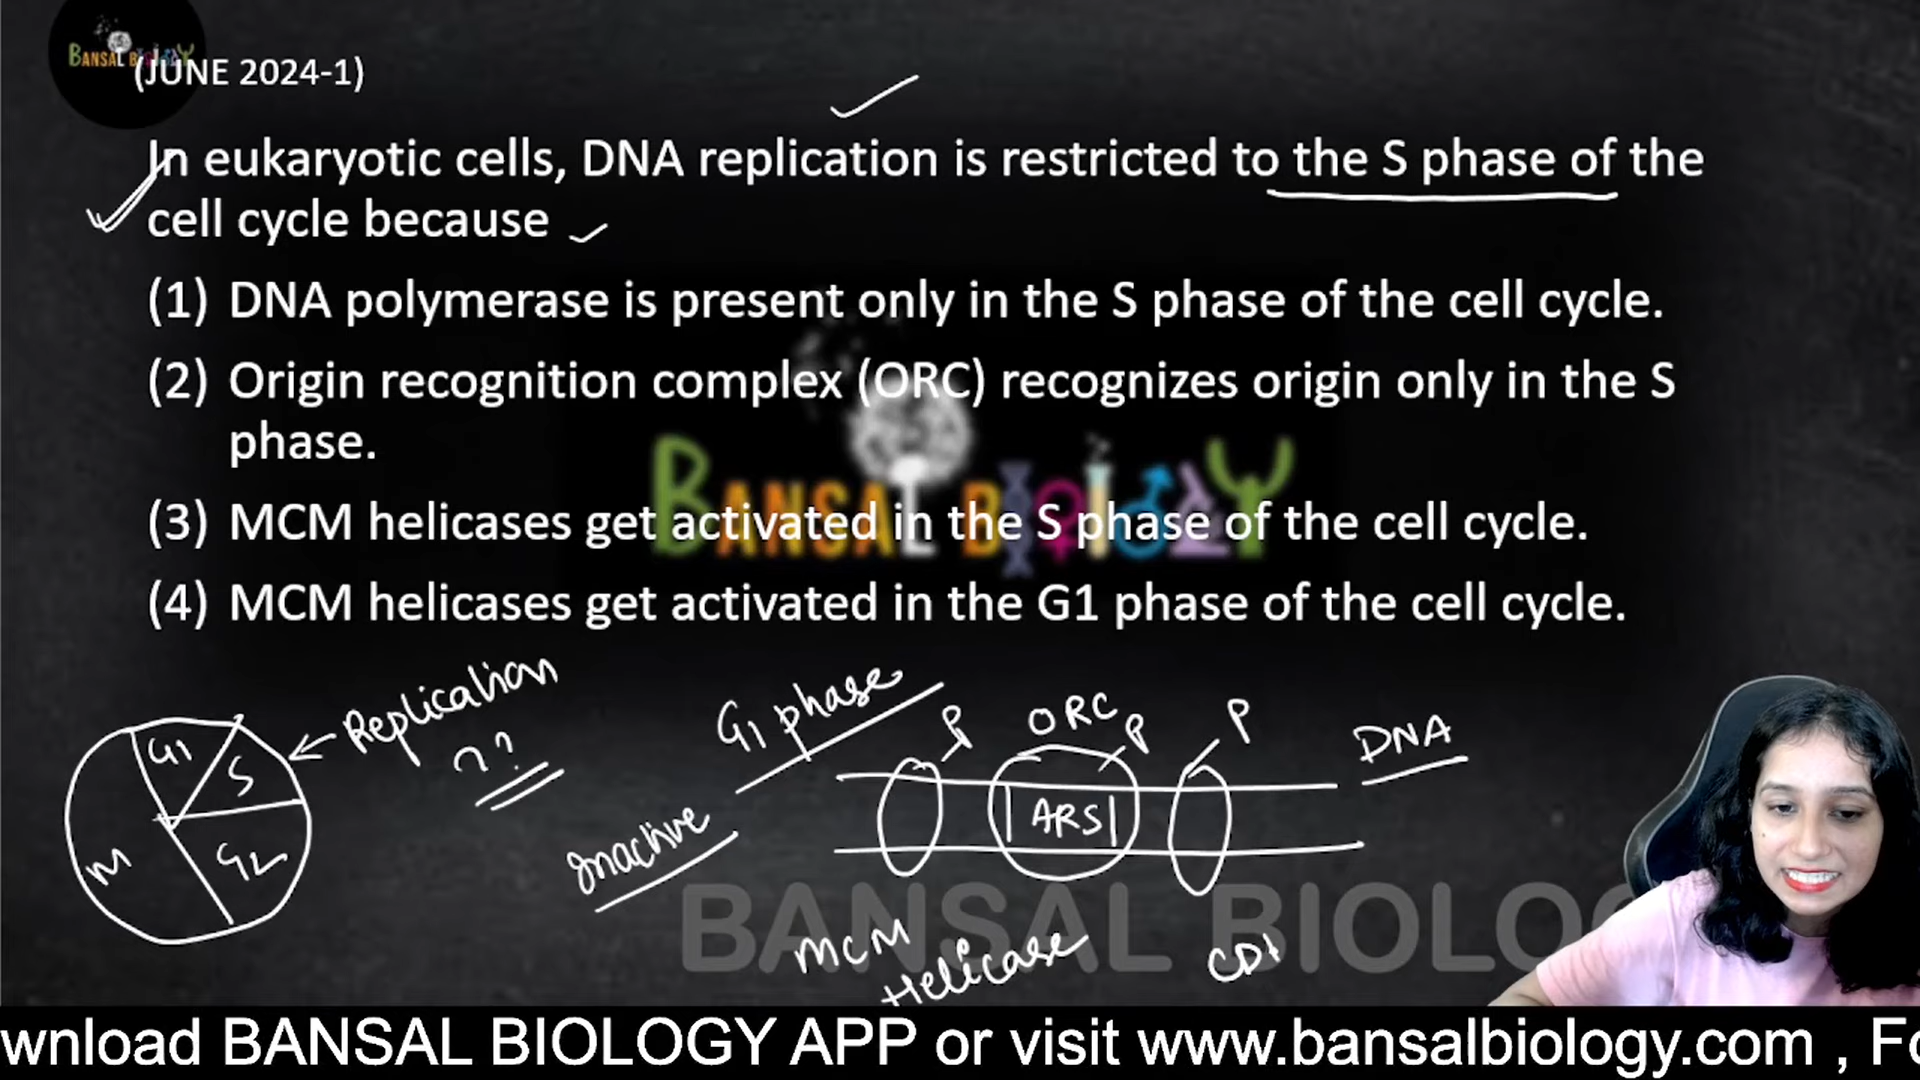 BANSAL BIOLOGY
(JUNE 2024-1)
In eukaryotic cells, DNA replication is restricted to the S phase of the
cell cycle because
(1) DNA polymerase is present only in the S phase of the cell cycle.
(2) Origin recognition complex (ORC) recognizes origin only in the S
phase.
(3) MCM helicases get activated in the S phase of the cell cycle.
(4) MCM helicases get activated in the G1 phase of the cell cycle.
BANSAL BIOLOGY
Replication
??
G1
S
G2
M
G1 phase
Inactive
P
ORC
P
P
DNA
ARS
MCM
Helicase
BANSAL BIOLO
wnload BANSAL BIOLOGY APP or visit www.bansalbiology.com , Fo